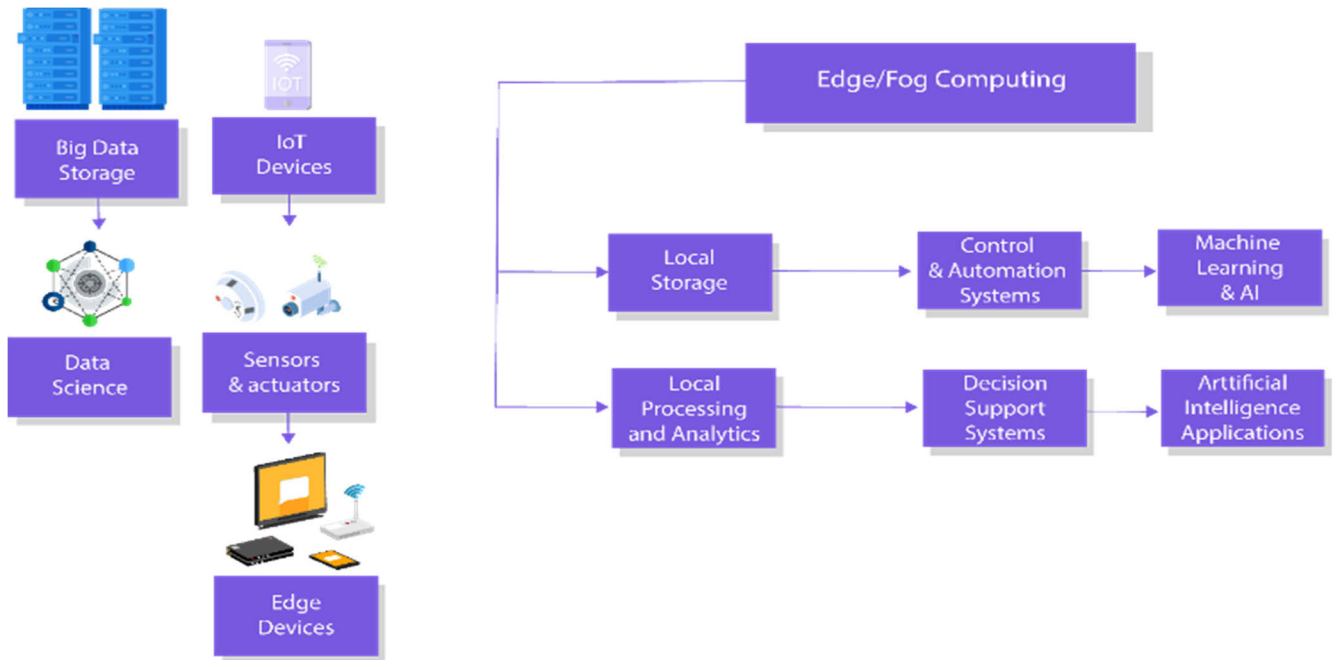 IOT
Big Data
Storage
IoT
Devices
Data
Science
Sensors
& actuators
Edge
Devices
Edge/Fog Computing
Local
Storage
Control
& Automation
Systems
Machine
Learning
& AI
Local
Processing
and Analytics
Decision
Support
Systems
Arttificial
Intelligence
Applications